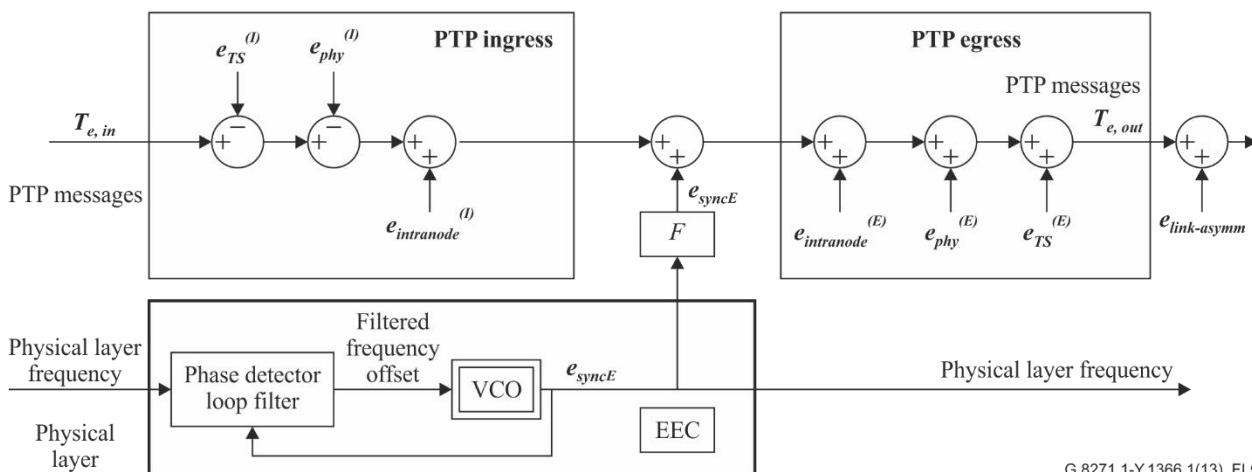 PTP ingress
e_TS^(I)
e_phy^(I)
T_e, in
PTP messages
− + − + + +
e_intranode^(I)
+ +
e_syncE
F
PTP egress
PTP messages
T_e, out
+ + + + + + + +
e_intranode^(E)
e_phy^(E)
e_TS^(E)
e_link-asymm
Physical layer
frequency
Phase detector
loop filter
Filtered
frequency
offset
VCO
e_syncE
EEC
Physical layer frequency
Physical
layer